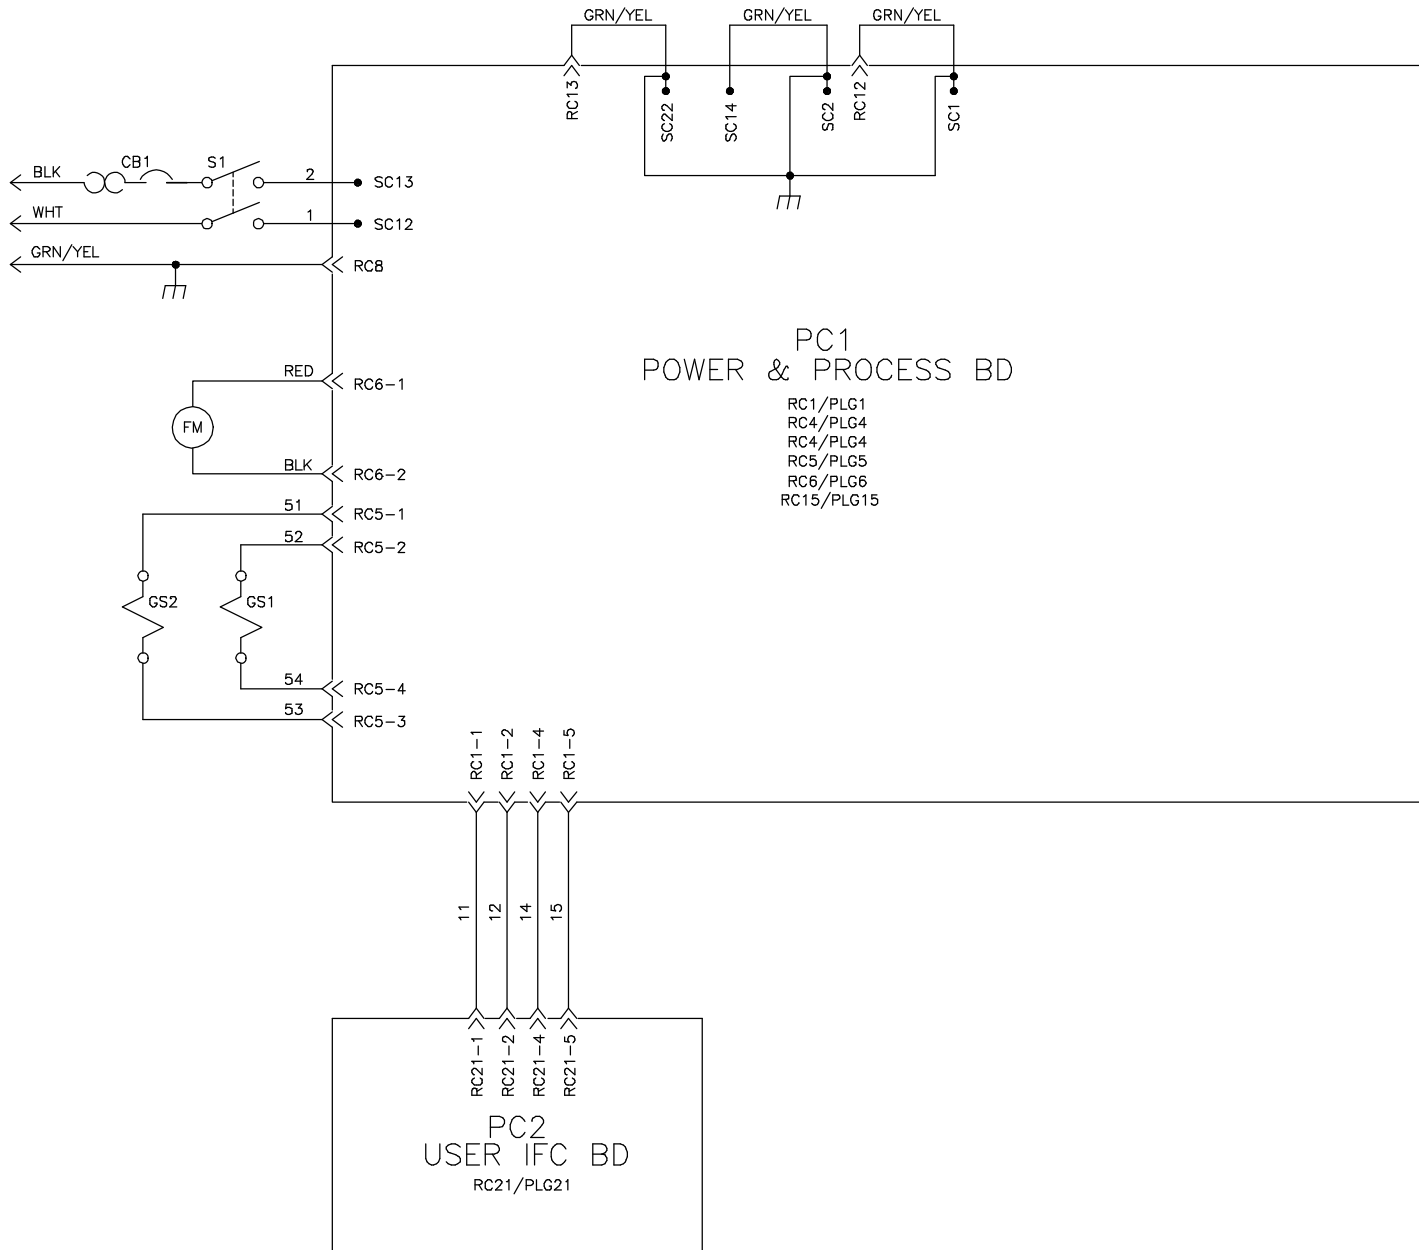 GRN/YEL
GRN/YEL
GRN/YEL
RC13
SC22
SC14
SC2
RC12
SC1
BLK
CB1
S1
2
SC13
WHT
1
SC12
GRN/YEL
RC8
PC1
POWER & PROCESS BD
RC1/PLG1
RC4/PLG4
RC4/PLG4
RC5/PLG5
RC6/PLG6
RC15/PLG15
RED
RC6-1
FM
BLK
RC6-2
51
RC5-1
52
RC5-2
GS2
GS1
54
RC5-4
53
RC5-3
RC1-1
RC1-2
RC1-4
RC1-5
11
12
14
15
RC21-1
RC21-2
RC21-4
RC21-5
PC2
USER IFC BD
RC21/PLG21